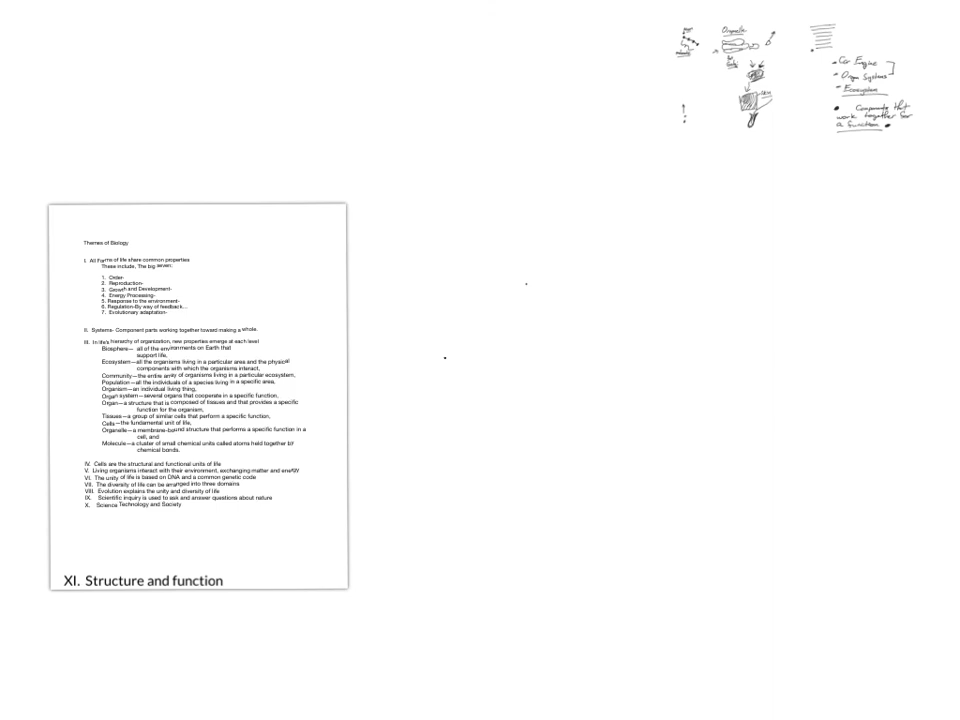 Organelle
Car Engine
Organ Systems
Ecosystem
Components that
work together for
a function
Themes of Biology
I. All Forms of life share common properties
These include, The big seven:
1. Order-
2. Reproduction-
3. Growth and Development-
4. Energy Processing-
5. Response to the environment-
6. Regulation-By way of feedback...
7. Evolutionary adaptation-
II. Systems- Component parts working together toward making a whole.
III. In life's hierarchy of organization, new properties emerge at each level
Biosphere— all of the environments on Earth that
support life,
Ecosystem—all the organisms living in a particular area and the physical
components with which the organisms interact,
Community—the entire array of organisms living in a particular ecosystem,
Population—all the individuals of a species living in a specific area,
Organism—an individual living thing,
Organ system—several organs that cooperate in a specific function,
Organ—a structure that is composed of tissues and that provides a specific
function for the organism,
Tissues—a group of similar cells that perform a specific function,
Cells—the fundamental unit of life,
Organelle—a membrane-bound structure that performs a specific function in a
cell, and
Molecule—a cluster of small chemical units called atoms held together by
chemical bonds.
IV. Cells are the structural and functional units of life
V. Living organisms interact with their environment, exchanging matter and energy
VI. The unity of life is based on DNA and a common genetic code
VII. The diversity of life can be arranged into three domains
VIII. Evolution explains the unity and diversity of life
IX. Scientific inquiry is used to ask and answer questions about nature
X. Science Technology and Society
XI. Structure and function